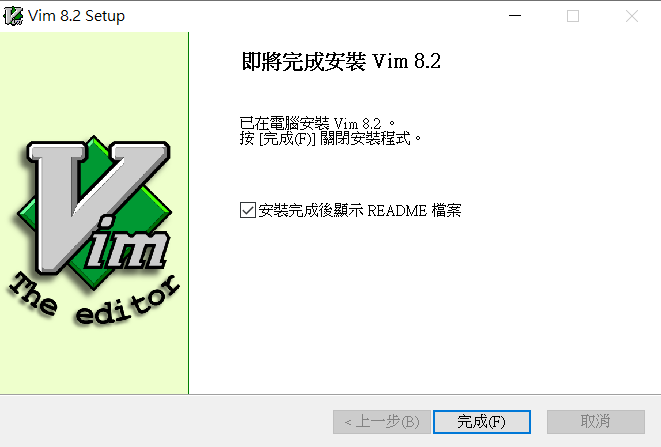 Vim 8.2 Setup
即將完成安裝 Vim 8.2
已在電腦安裝 Vim 8.2 。
按 [完成(F)] 關閉安裝程式。
安裝完成後顯示 README 檔案
Vim
The editor
< 上一步(B)
完成(F)
取消